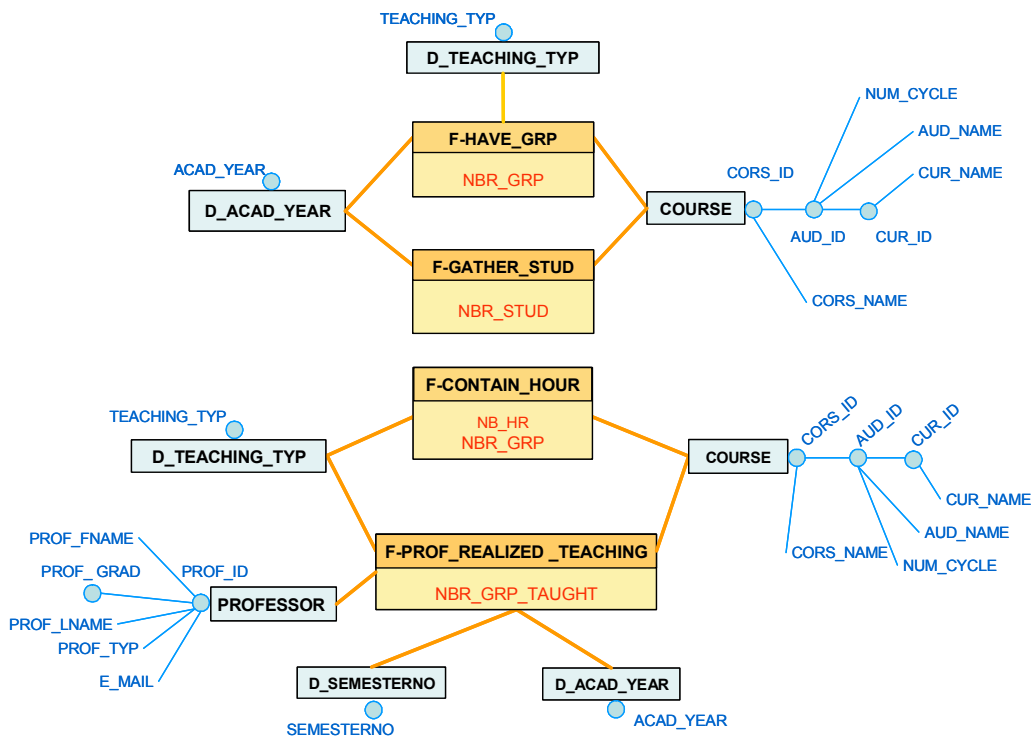 TEACHING_TYP
D_TEACHING_TYP
F-HAVE_GRP
NBR_GRP
ACAD_YEAR
D_ACAD_YEAR
F-GATHER_STUD
NBR_STUD
COURSE
CORS_ID
NUM_CYCLE
AUD_NAME
CUR_NAME
AUD_ID
CUR_ID
CORS_NAME
F-CONTAIN_HOUR
NB_HR
NBR_GRP
TEACHING_TYP
D_TEACHING_TYP
COURSE
CORS_ID
AUD_ID
CUR_ID
CUR_NAME
AUD_NAME
CORS_NAME
NUM_CYCLE
F-PROF_REALIZED _TEACHING
NBR_GRP_TAUGHT
PROF_FNAME
PROF_ GRAD
PROF_ID
PROFESSOR
PROF_LNAME
PROF_TYP
E_MAIL
D_SEMESTERNO
SEMESTERNO
D_ACAD_YEAR
ACAD_YEAR